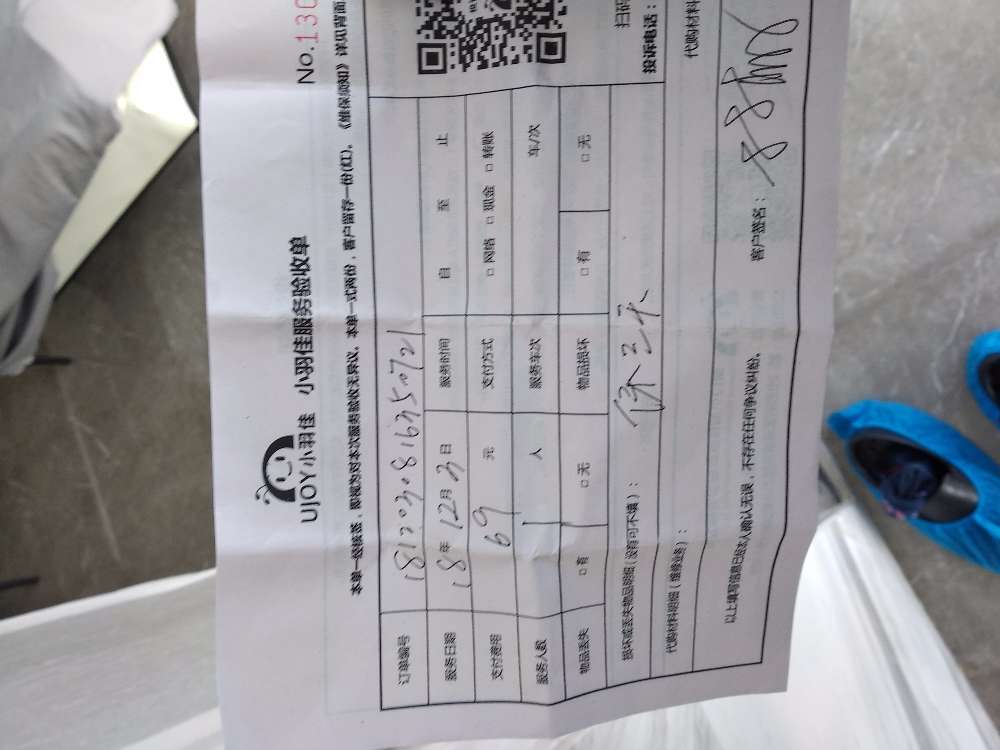 UJOY小羽佳 小羽佳服务验收单
No.130
本单一经核签，即视为对本次服务验收无异议。本单一式两份，客户留存一份(红)。《维保须知》详见背面
订单编号 18120308164150721
服务日期 18年12月3日 服务时间 自 至 止
支付费用 69 元 支付方式 □网络 □现金 □转账
服务人数 1 人 服务车次 车/次
物品丢失 □有 □无 物品损坏 □有 □无
损坏或丢失物品明细(没有可不填)：
代购材料明细(维修业务)：
代购材料
以上填写信息已经本人确认无误，不存在任何争议纠纷。
客户签名：
扫码
投诉电话：